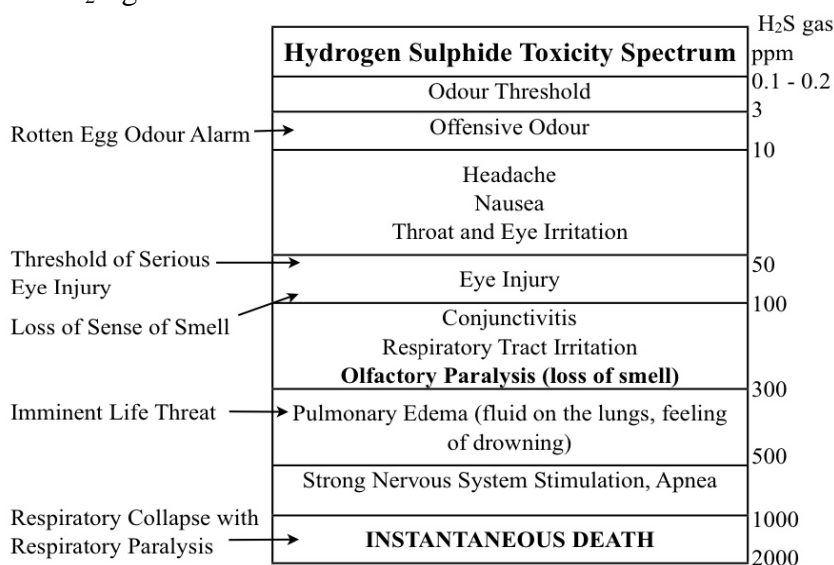 H₂S gas
Hydrogen Sulphide Toxicity Spectrum
ppm
0.1 - 0.2
Odour Threshold
3
Rotten Egg Odour Alarm
Offensive Odour
10
Headache
Nausea
Throat and Eye Irritation
Threshold of Serious
Eye Injury
50
Eye Injury
100
Loss of Sense of Smell
Conjunctivitis
Respiratory Tract Irritation
Olfactory Paralysis (loss of smell)
300
Imminent Life Threat
Pulmonary Edema (fluid on the lungs, feeling
of drowning)
500
Strong Nervous System Stimulation, Apnea
Respiratory Collapse with
Respiratory Paralysis
1000
INSTANTANEOUS DEATH
2000